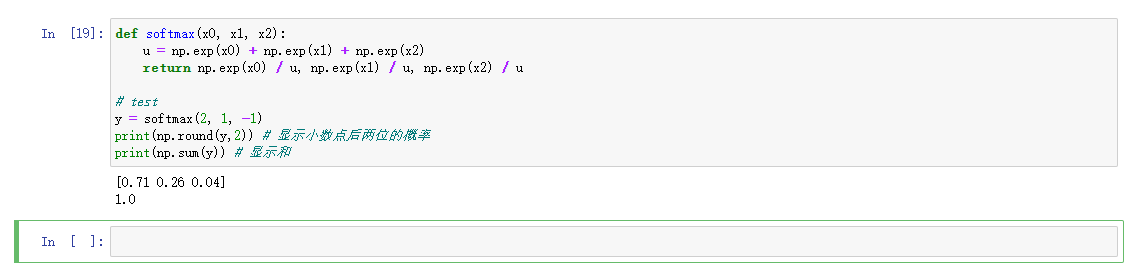 In [19]: def softmax(x0, x1, x2):
u = np.exp(x0) + np.exp(x1) + np.exp(x2)
return np.exp(x0) / u, np.exp(x1) / u, np.exp(x2) / u
# test
y = softmax(2, 1, -1)
print(np.round(y,2)) # 显示小数点后两位的概率
print(np.sum(y)) # 显示和
[0.71 0.26 0.04]
1.0
In [ ]: